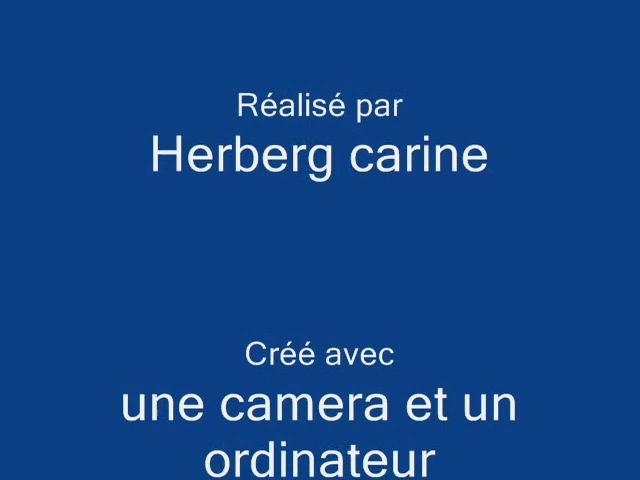 Réalisé par
Herberg carine
Créé avec
une camera et un
ordinateur